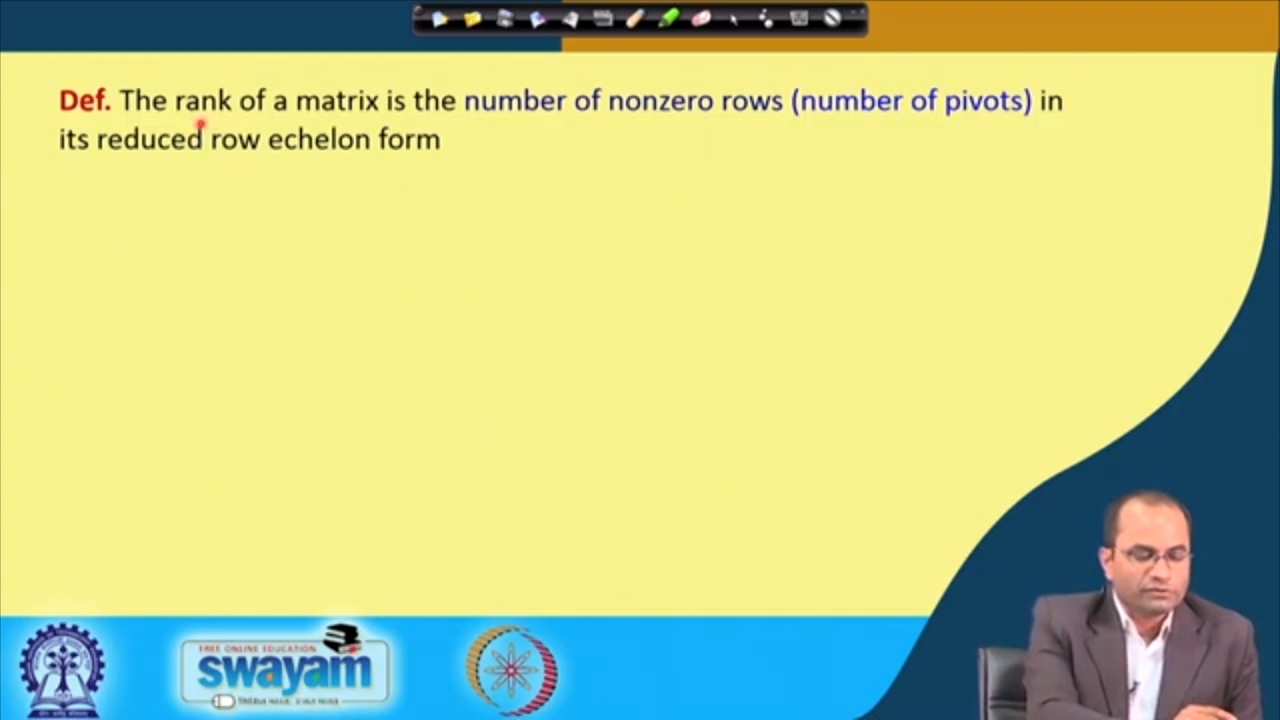 Def. The rank of a matrix is the number of nonzero rows (number of pivots) in
its reduced row echelon form
FREE ONLINE EDUCATION
swayam